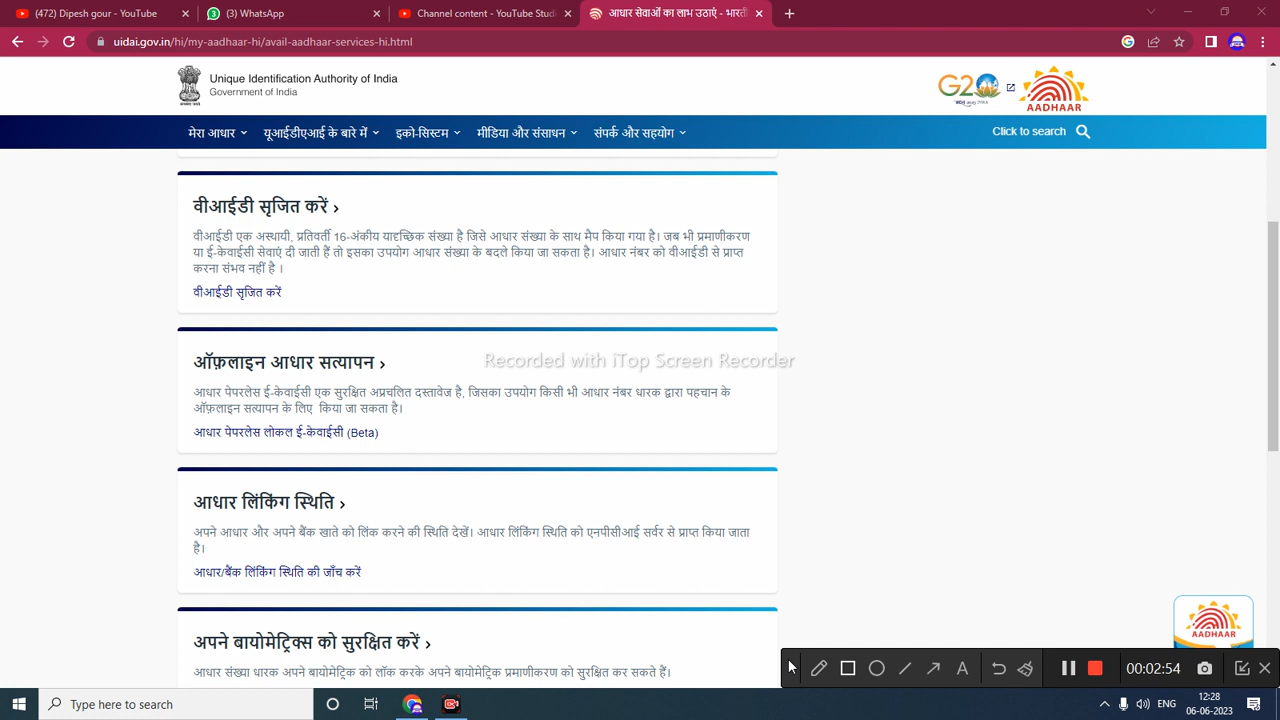 (472) Dipesh gour - YouTube
(3) WhatsApp
Channel content - YouTube Stud
आधार सेवाओं का लाभ उठाएं - भारती
uidai.gov.in/hi/my-aadhaar-hi/avail-aadhaar-services-hi.html
Unique Identification Authority of India
Government of India
G20
AADHAAR
मेरा आधार
यूआईडीएआई के बारे में
इको-सिस्टम
मीडिया और संसाधन
संपर्क और सहयोग
Click to search
वीआईडी सृजित करें ›
वीआईडी एक अस्थायी, प्रतिवर्ती 16-अंकीय यादृच्छिक संख्या है जिसे आधार संख्या के साथ मैप किया गया है। जब भी प्रमाणीकरण
या ई-केवाईसी सेवाएं दी जाती हैं तो इसका उपयोग आधार संख्या के बदले किया जा सकता है। आधार नंबर को वीआईडी से प्राप्त
करना संभव नहीं है ।
वीआईडी सृजित करें
ऑफ़लाइन आधार सत्यापन ›
Recorded with iTop Screen Recorder
आधार पेपरलेस ई-केवाईसी एक सुरक्षित अप्रचलित दस्तावेज है, जिसका उपयोग किसी भी आधार नंबर धारक द्वारा पहचान के
ऑफ़लाइन सत्यापन के लिए किया जा सकता है।
आधार पेपरलेस लोकल ई-केवाईसी (Beta)
आधार लिंकिंग स्थिति ›
अपने आधार और अपने बैंक खाते को लिंक करने की स्थिति देखें। आधार लिंकिंग स्थिति को एनपीसीआई सर्वर से प्राप्त किया जाता
है।
आधार/बैंक लिंकिंग स्थिति की जाँच करें
अपने बायोमेट्रिक्स को सुरक्षित करें ›
आधार संख्या धारक अपने बायोमेट्रिक को लॉक करके अपने बायोमेट्रिक प्रमाणीकरण को सुरक्षित कर सकते हैं।
AADHAAR
A
00:02:54
Type here to search
ENG
12:28
06-06-2023